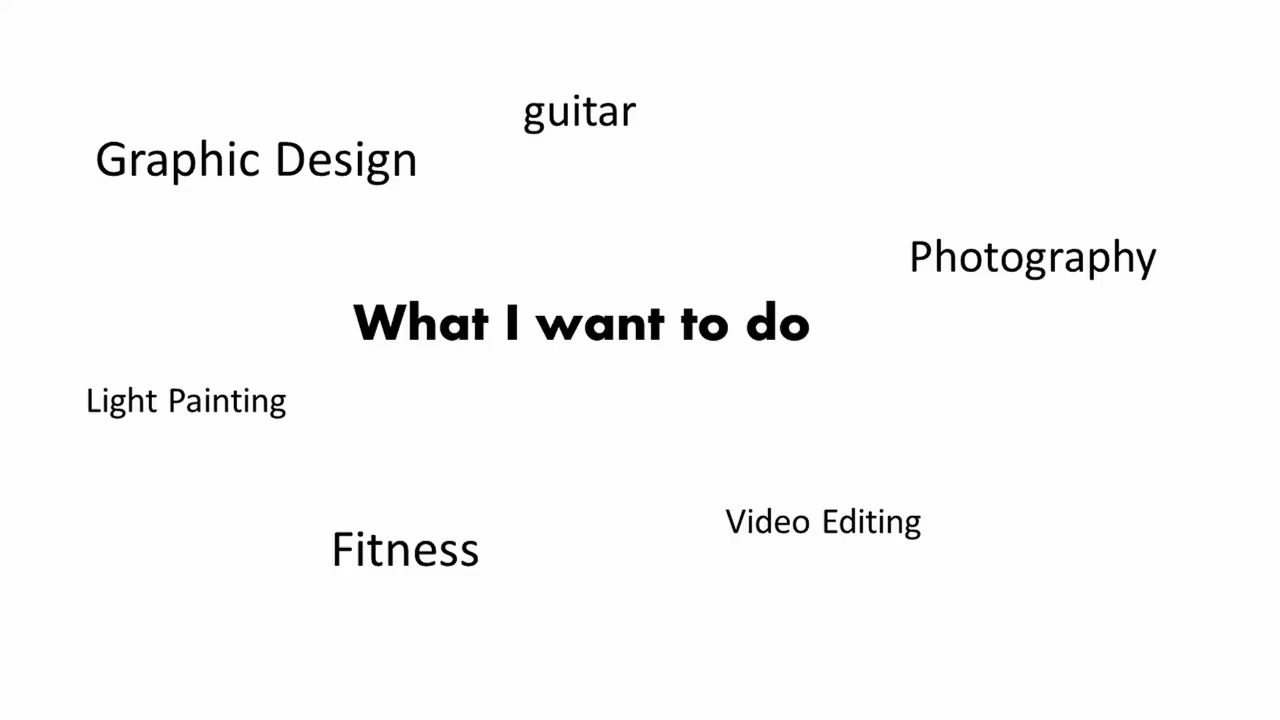 guitar
Graphic Design
Photography
What I want to do
Light Painting
Video Editing
Fitness